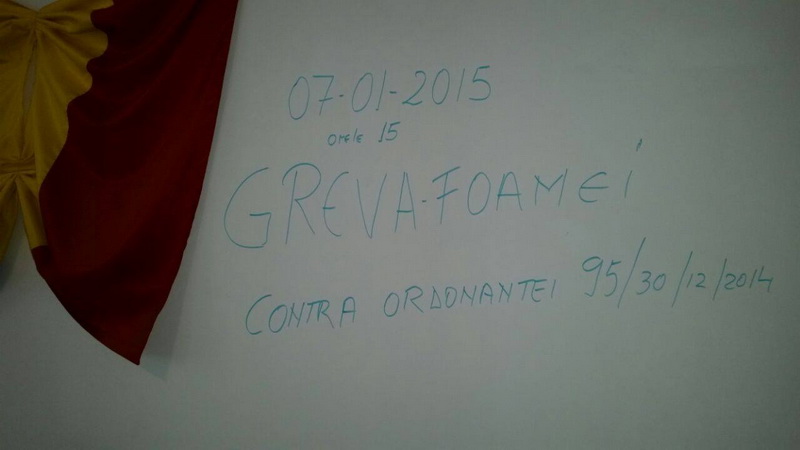 07-01-2015
orele 15
GREVA-FOAMEI
CONTRA ORDONANTEI 95/30/12/2014